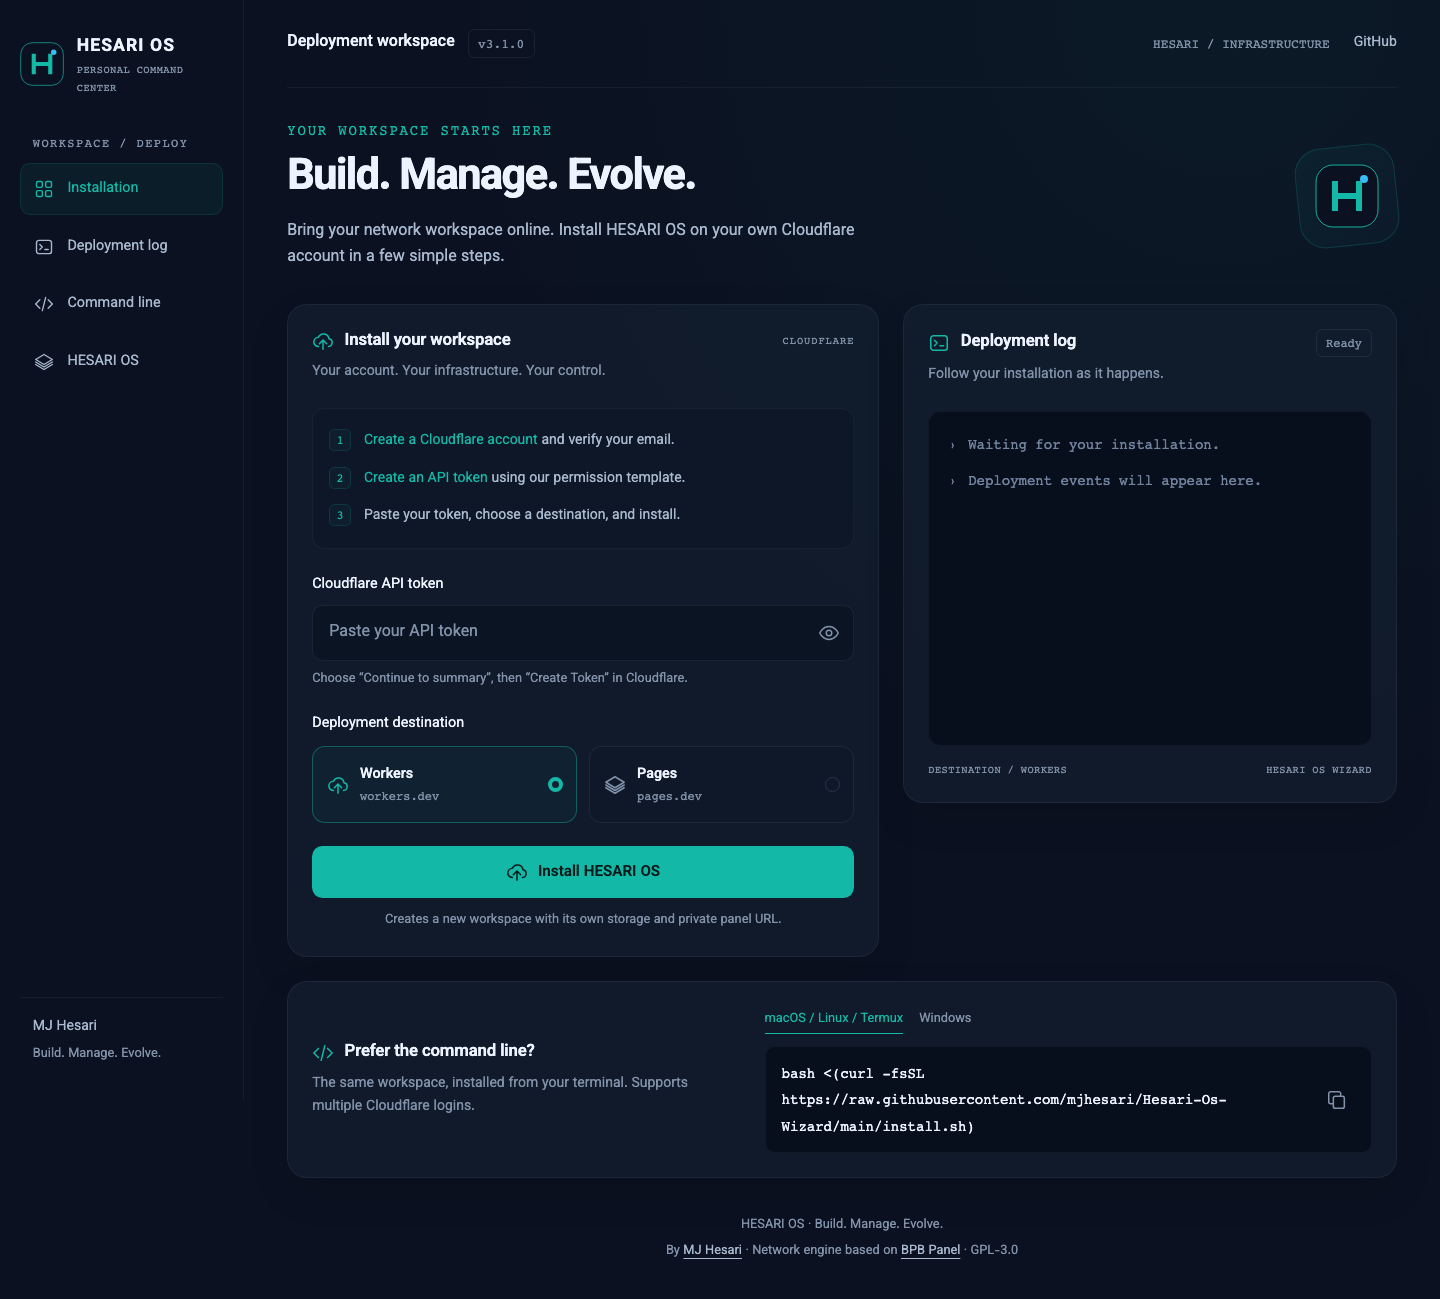 HESARI OS
PERSONAL COMMAND
CENTER
WORKSPACE / DEPLOY
Installation
Deployment log
Command line
HESARI OS
MJ Hesari
Build. Manage. Evolve.
Deployment workspace
v3.1.0
HESARI / INFRASTRUCTURE
GitHub
YOUR WORKSPACE STARTS HERE
Build. Manage. Evolve.
Bring your network workspace online. Install HESARI OS on your own Cloudflare
account in a few simple steps.
H
Install your workspace
CLOUDFLARE
Your account. Your infrastructure. Your control.
1 Create a Cloudflare account and verify your email.
2 Create an API token using our permission template.
3 Paste your token, choose a destination, and install.
Cloudflare API token
Paste your API token
Choose “Continue to summary”, then “Create Token” in Cloudflare.
Deployment destination
Workers
workers.dev
Pages
pages.dev
Install HESARI OS
Creates a new workspace with its own storage and private panel URL.
Deployment log
Ready
Follow your installation as it happens.
› Waiting for your installation.
› Deployment events will appear here.
DESTINATION / WORKERS
HESARI OS WIZARD
Prefer the command line?
The same workspace, installed from your terminal. Supports
multiple Cloudflare logins.
macOS / Linux / Termux
Windows
bash <(curl -fsSL
https://raw.githubusercontent.com/mjhesari/Hesari-Os-
Wizard/main/install.sh)
HESARI OS · Build. Manage. Evolve.
By MJ Hesari · Network engine based on BPB Panel · GPL-3.0